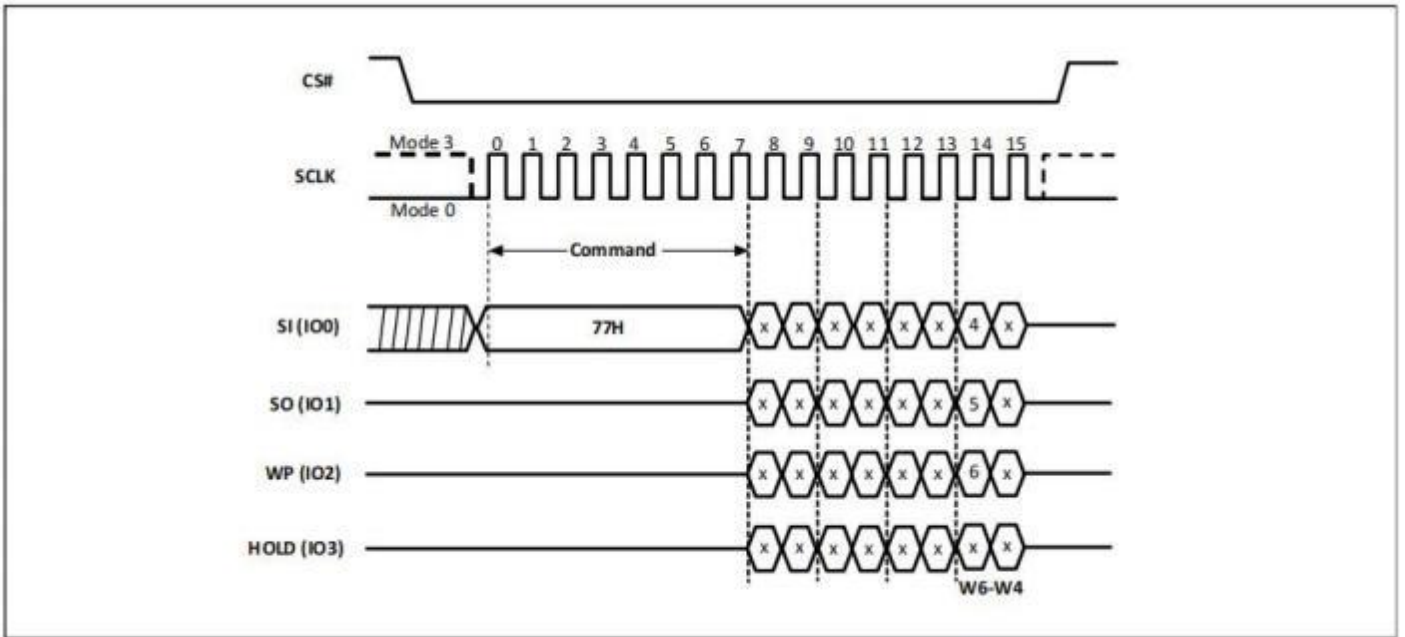 CS#
Mode 3 0 1 2 3 4 5 6 7 8 9 10 11 12 13 14 15
SCLK
Mode 0
Command
SI (IO0) 77H x x x x x x 4 x
SO (IO1) x x x x x x 5 x
WP (IO2) x x x x x x 6 x
HOLD (IO3) x x x x x x x x
W6-W4